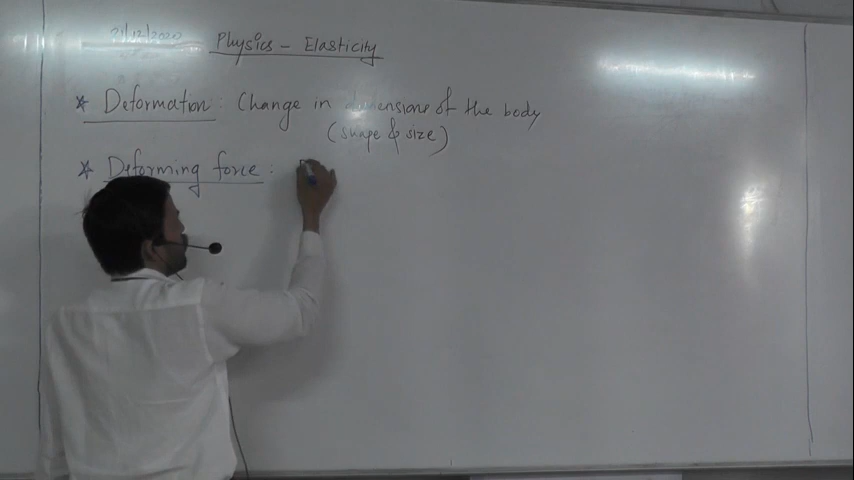 21/12/2020
Physics - Elasticity
* Deformation: Change in dimensions of the body
(shape & size)
* Deforming force: